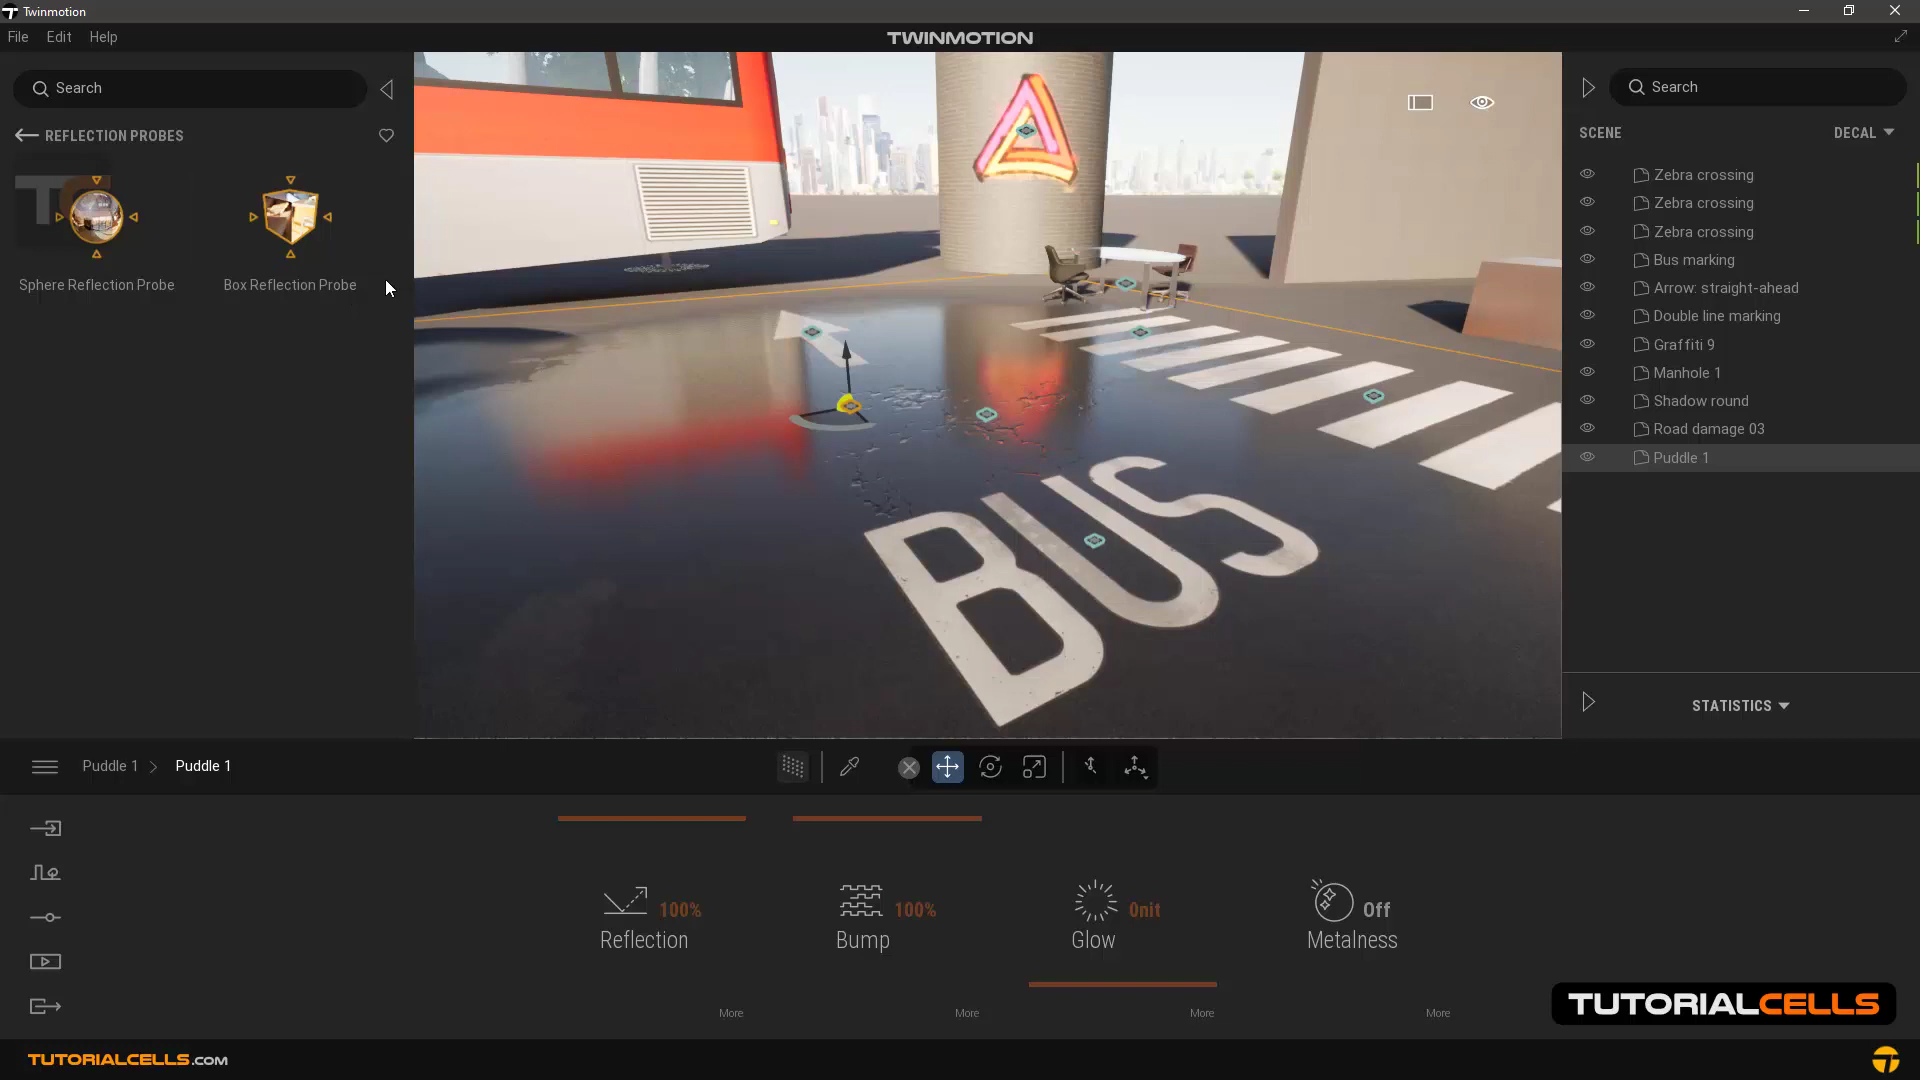 Twinmotion
File Edit Help
TWINMOTION
Search
REFLECTION PROBES
Sphere Reflection Probe
Box Reflection Probe
BUS
Search
SCENE
DECAL
Zebra crossing
Zebra crossing
Zebra crossing
Bus marking
Arrow: straight-ahead
Double line marking
Graffiti 9
Manhole 1
Shadow round
Road damage 03
Puddle 1
STATISTICS
Puddle 1 > Puddle 1
100%
Reflection
More
100%
Bump
More
0nit
Glow
More
Off
Metalness
More
TUTORIALCELLS
TUTORIALCELLS.COM